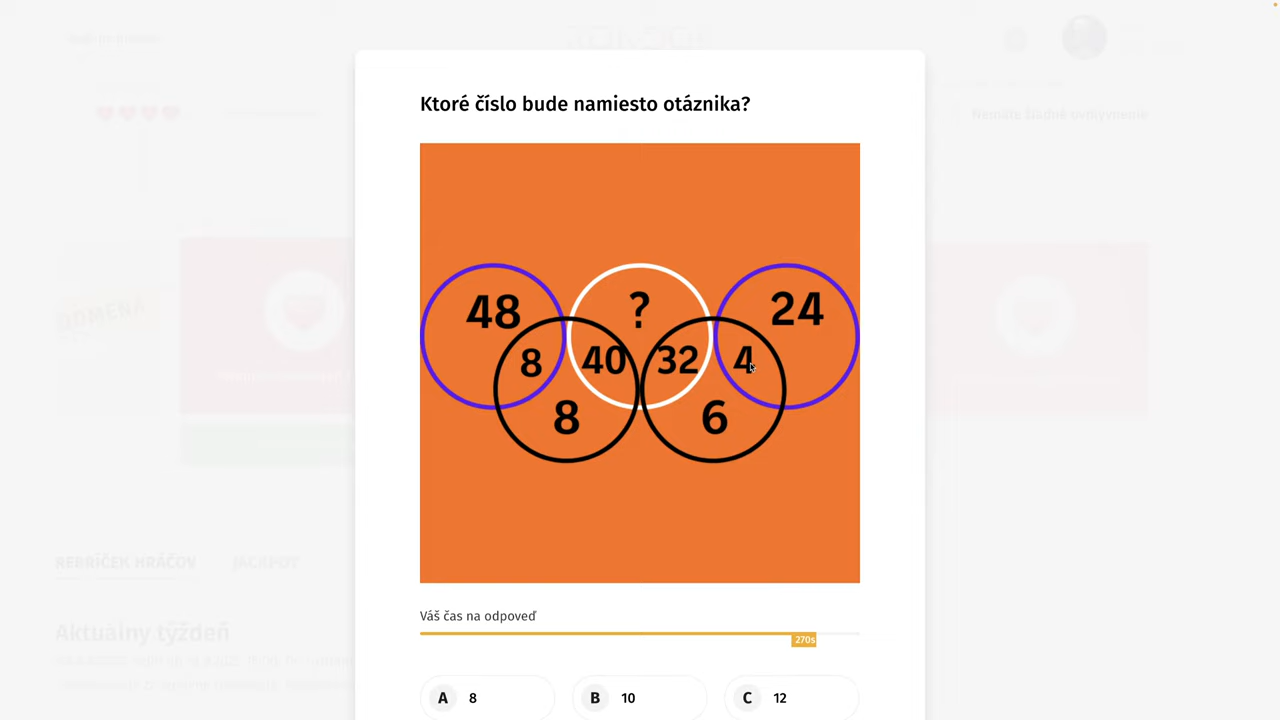 Ktoré číslo bude namiesto otáznika?
Nemáte žiadne ovplyvnenie
48
?
24
8
40
32
4
8
6
REBRÍČEK HRÁČOV
JACKPOT
Váš čas na odpoveď
Aktuálny týždeň
270s
A 8
B 10
C 12